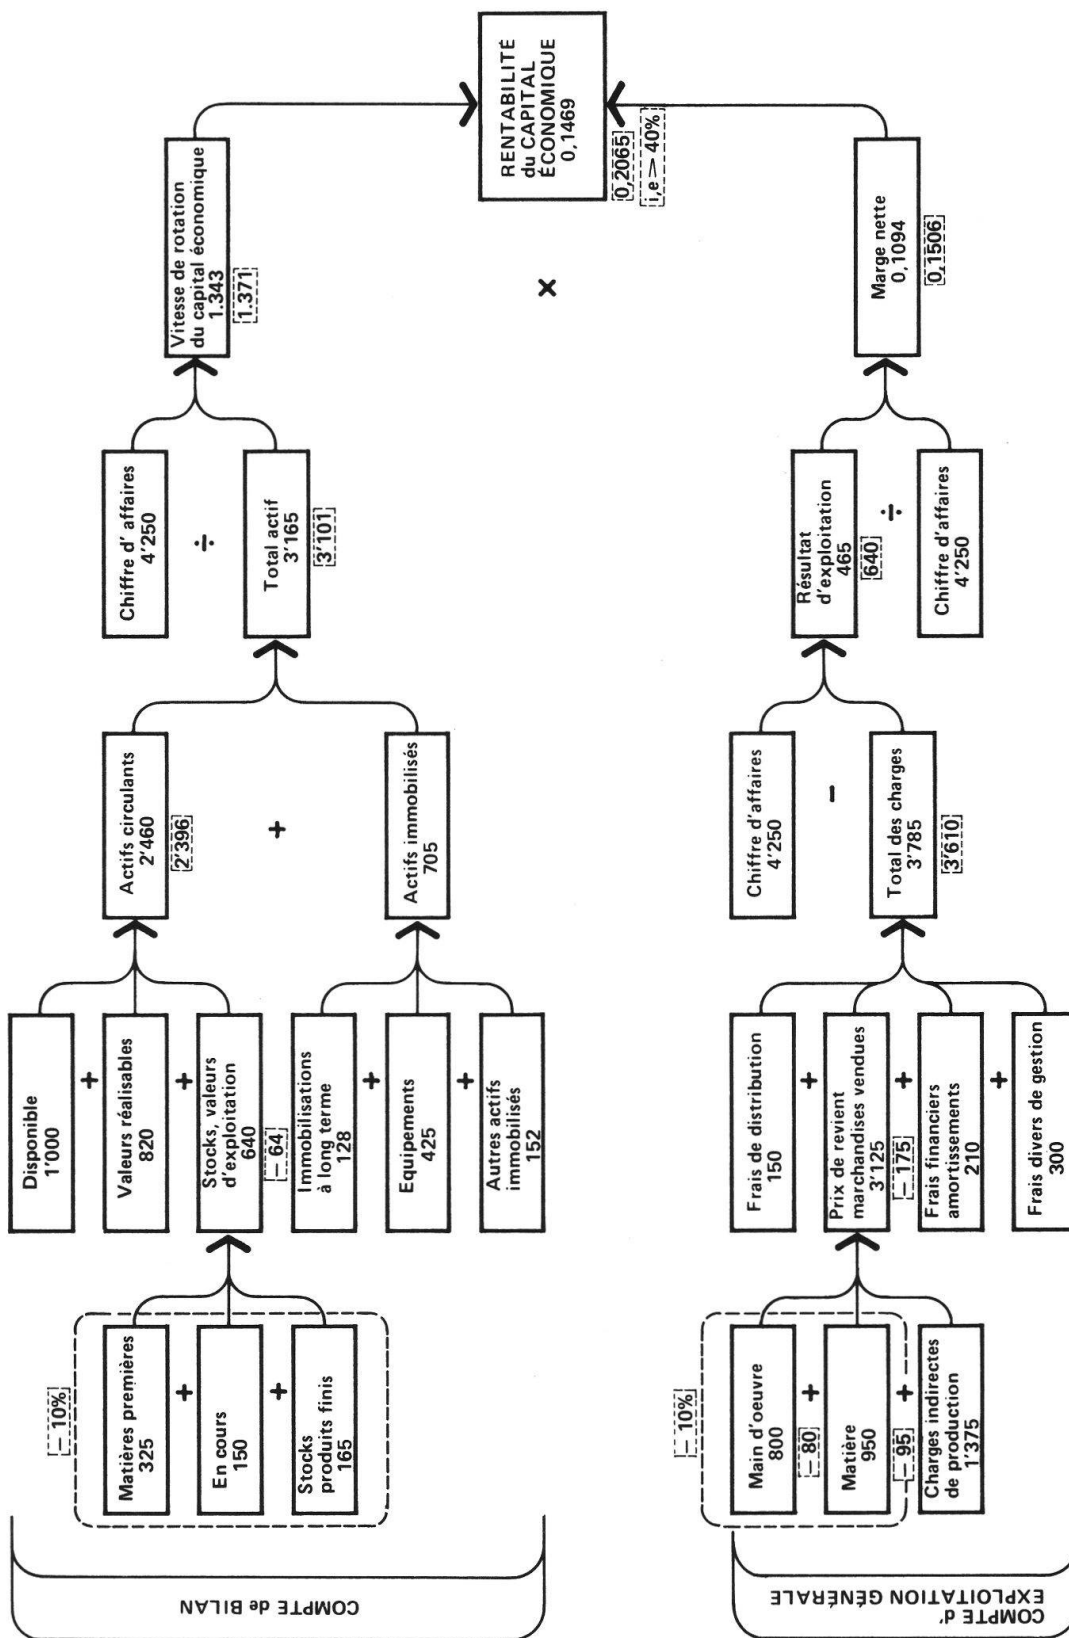 COMPTE de BILAN
[– 10%]
Matières premières
325
+
En cours
150
+
Stocks
produits finis
165
Disponible
1'000
+
Valeurs réalisables
820
+
Stocks, valeurs
d'exploitation
640
[– 64]
Immobilisations
à long terme
128
+
Equipements
425
+
Autres actifs
immobilisés
152
Actifs circulants
2'460
[2'396]
+
Actifs immobilisés
705
Chiffre d' affaires
4'250
÷
Total actif
3'165
[3'101]
Vitesse de rotation
du capital économique
1.343
[1.371]
×
RENTABILITÉ
du CAPITAL
ÉCONOMIQUE
0,1469
[0,2065]
[i,e > 40%]
COMPTE d'
EXPLOITATION GÉNÉRALE
[– 10%]
Main d'oeuvre
800
[– 80] +
Matière
950
[– 95] +
Charges indirectes
de production
1'375
Frais de distribution
150
+
Prix de revient
marchandises vendues
3'125
[– 175] +
Frais financiers
amortissements
210
+
Frais divers de gestion
300
Chiffre d'affaires
4'250
–
Total des charges
3'785
[3'610]
Résultat
d'exploitation
465
[640] ÷
Chiffre d'affaires
4'250
Marge nette
0,1094
[0,1506]